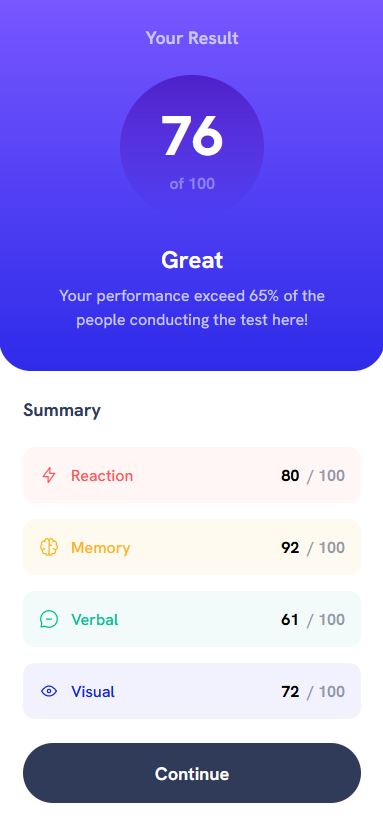 Your Result
76
of 100
Great
Your performance exceed 65% of the
people conducting the test here!
Summary
Reaction 80 / 100
Memory 92 / 100
Verbal 61 / 100
Visual 72 / 100
Continue